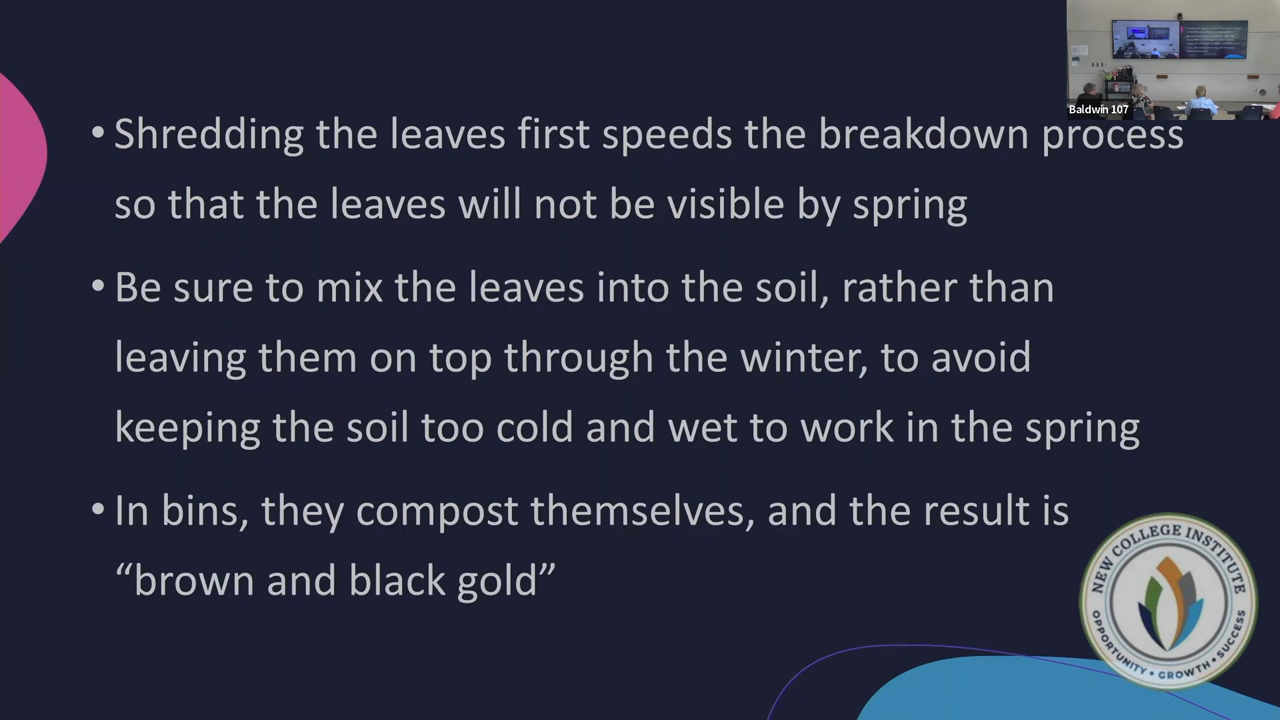 Baldwin 107
• Shredding the leaves first speeds the breakdown process
so that the leaves will not be visible by spring
• Be sure to mix the leaves into the soil, rather than
leaving them on top through the winter, to avoid
keeping the soil too cold and wet to work in the spring
• In bins, they compost themselves, and the result is
“brown and black gold”
NEW COLLEGE INSTITUTE
OPPORTUNITY • GROWTH • SUCCESS